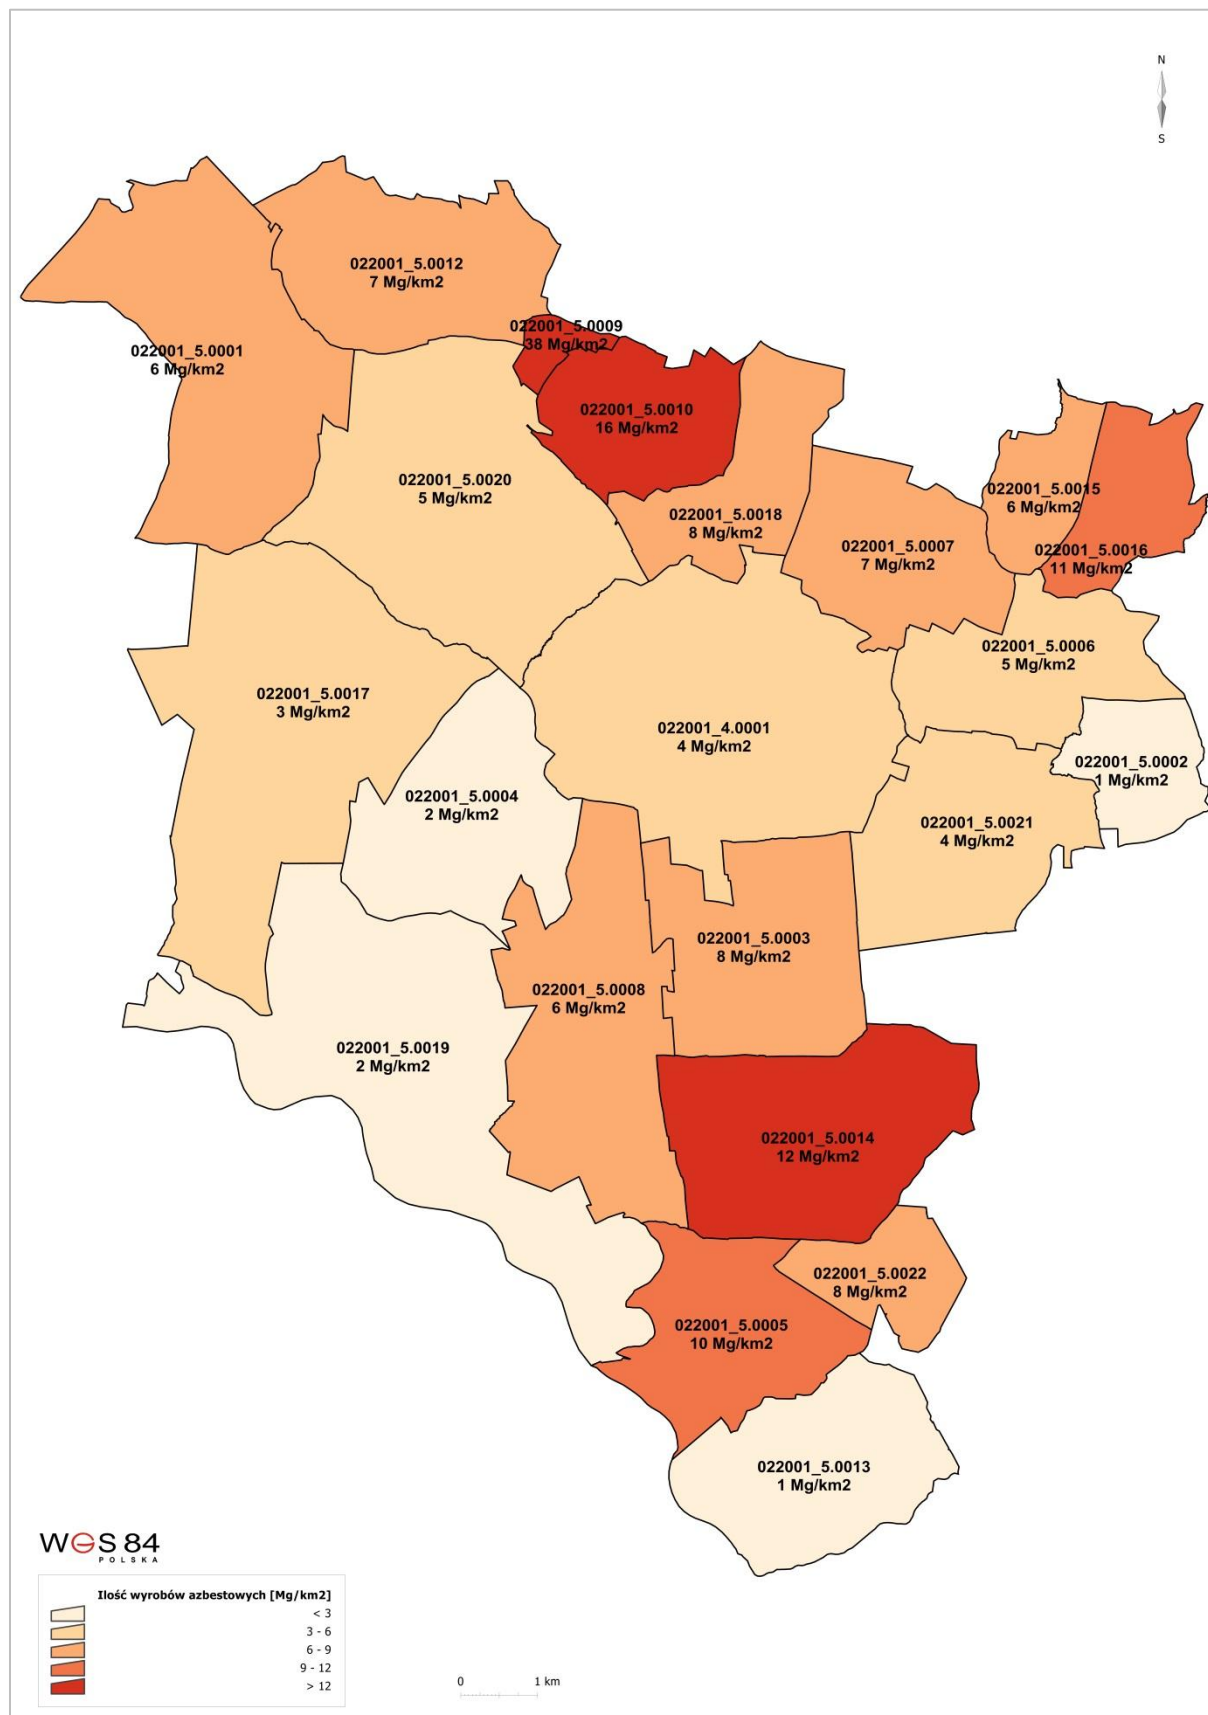 N
S
022001_5.0012
7 Mg/km2
022001_5.0009
38 Mg/km2
022001_5.0001
6 Mg/km2
022001_5.0010
16 Mg/km2
022001_5.0020
5 Mg/km2
022001_5.0018
8 Mg/km2
022001_5.0015
6 Mg/km2
022001_5.0007
7 Mg/km2
022001_5.0016
11 Mg/km2
022001_5.0006
5 Mg/km2
022001_5.0017
3 Mg/km2
022001_4.0001
4 Mg/km2
022001_5.0002
1 Mg/km2
022001_5.0004
2 Mg/km2
022001_5.0021
4 Mg/km2
022001_5.0003
8 Mg/km2
022001_5.0008
6 Mg/km2
022001_5.0019
2 Mg/km2
022001_5.0014
12 Mg/km2
022001_5.0022
8 Mg/km2
022001_5.0005
10 Mg/km2
022001_5.0013
1 Mg/km2
WGS 84
POLSKA
Ilość wyrobów azbestowych [Mg/km2]
< 3
3 - 6
6 - 9
9 - 12
> 12
0 1 km